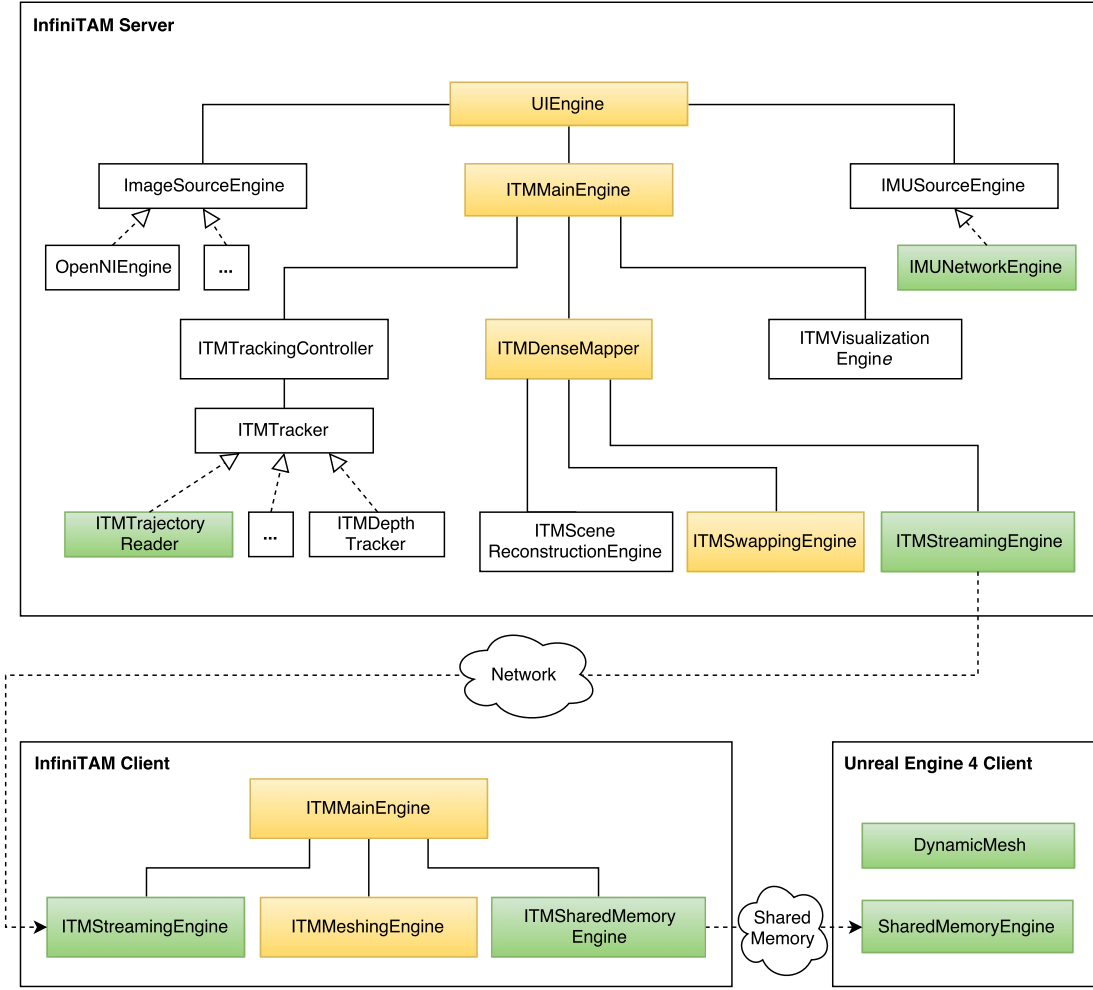 InfiniTAM Server
UIEngine
ImageSourceEngine
ITMMainEngine
IMUSourceEngine
OpenNIEngine
...
IMUNetworkEngine
ITMTrackingController
ITMDenseMapper
ITMVisualization
Engine
ITMTracker
ITMTrajectory
Reader
...
ITMDepth
Tracker
ITMScene
ReconstructionEngine
ITMSwappingEngine
ITMStreamingEngine
Network
InfiniTAM Client
ITMMainEngine
ITMStreamingEngine
ITMMeshingEngine
ITMSharedMemory
Engine
Shared
Memory
Unreal Engine 4 Client
DynamicMesh
SharedMemoryEngine